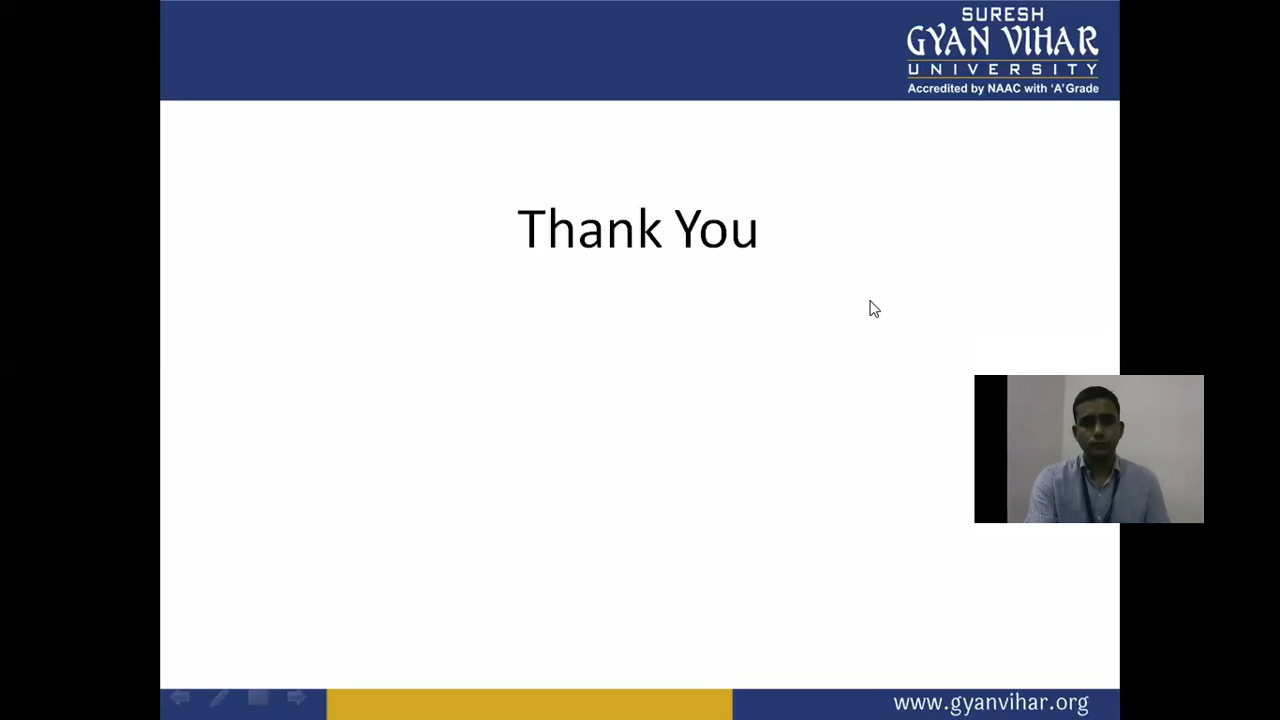 SURESH
GYAN VIHAR
UNIVERSITY
Accredited by NAAC with ‘A’ Grade
Thank You
www.gyanvihar.org